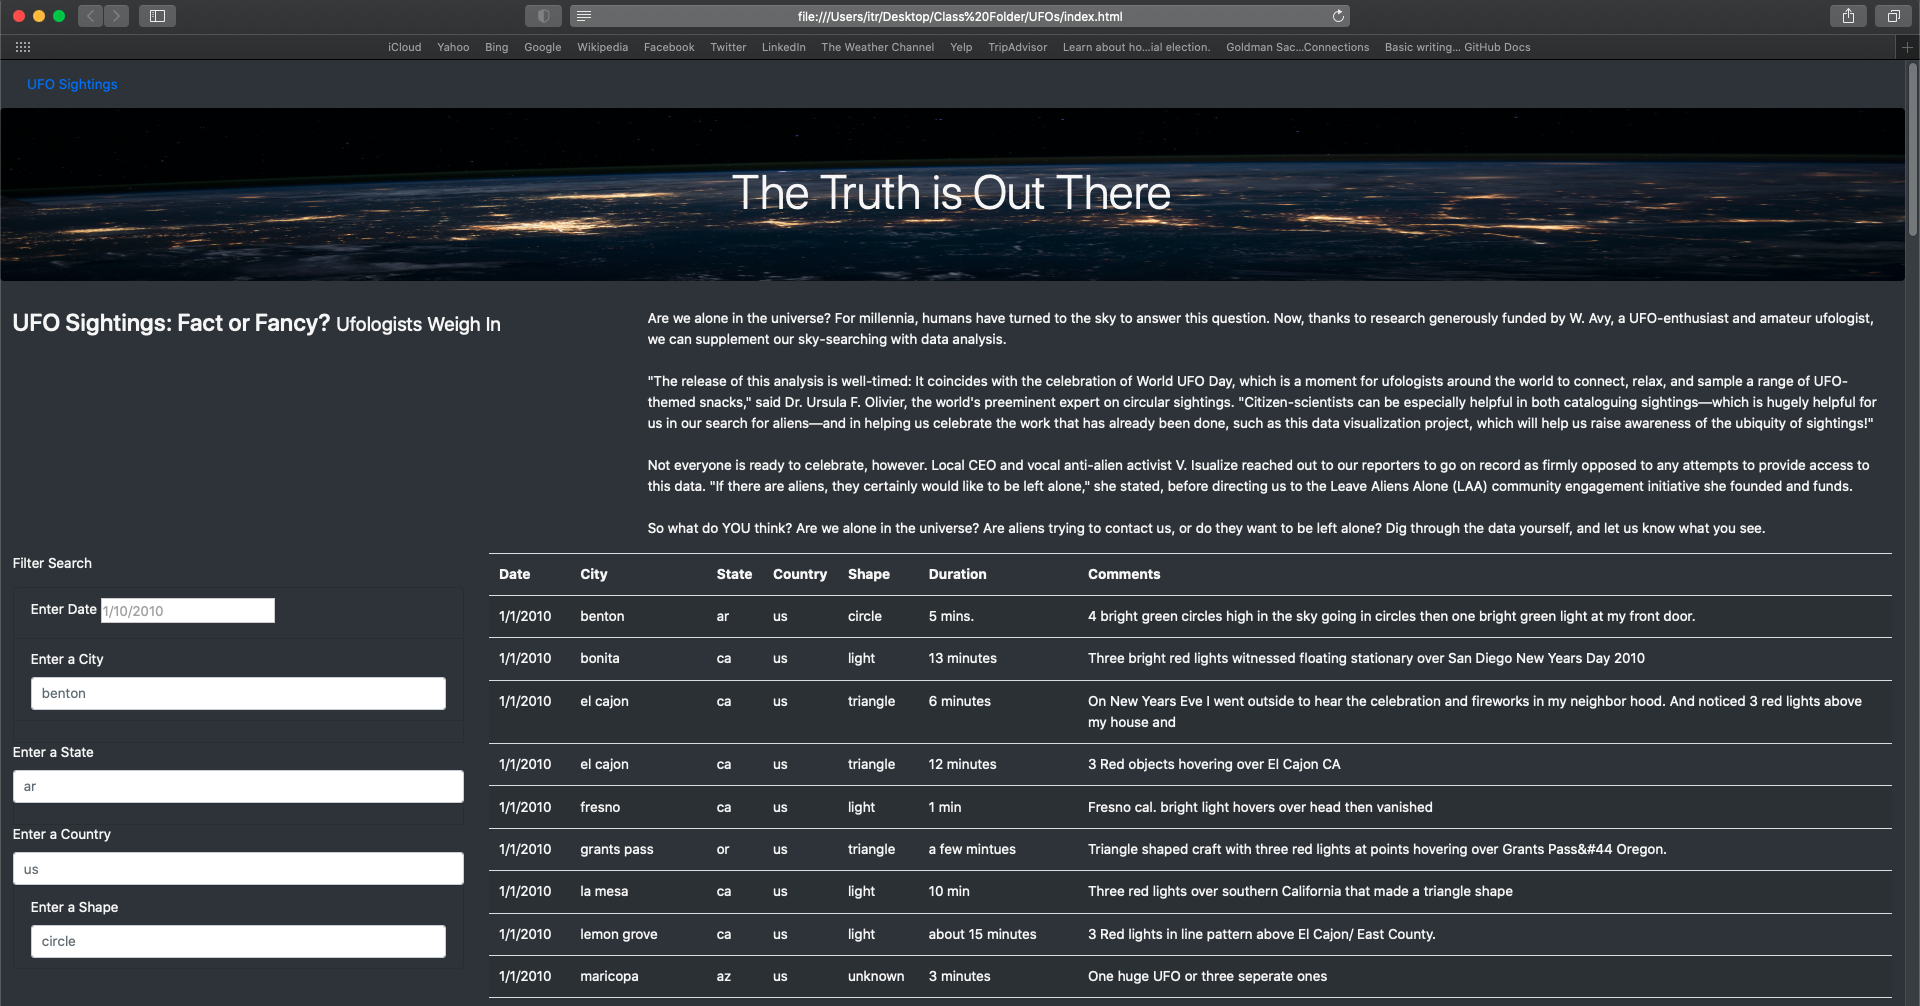 file:///Users/itr/Desktop/Class%20Folder/UFOs/index.html
iCloud Yahoo Bing Google Wikipedia Facebook Twitter LinkedIn The Weather Channel Yelp TripAdvisor Learn about ho...ial election. Goldman Sac...Connections Basic writing... GitHub Docs
UFO Sightings
The Truth is Out There
UFO Sightings: Fact or Fancy? Ufologists Weigh In
Are we alone in the universe? For millennia, humans have turned to the sky to answer this question. Now, thanks to research generously funded by W. Avy, a UFO-enthusiast and amateur ufologist,
we can supplement our sky-searching with data analysis.
"The release of this analysis is well-timed: It coincides with the celebration of World UFO Day, which is a moment for ufologists around the world to connect, relax, and sample a range of UFO-
themed snacks," said Dr. Ursula F. Olivier, the world's preeminent expert on circular sightings. "Citizen-scientists can be especially helpful in both cataloguing sightings—which is hugely helpful for
us in our search for aliens—and in helping us celebrate the work that has already been done, such as this data visualization project, which will help us raise awareness of the ubiquity of sightings!"
Not everyone is ready to celebrate, however. Local CEO and vocal anti-alien activist V. Isualize reached out to our reporters to go on record as firmly opposed to any attempts to provide access to
this data. "If there are aliens, they certainly would like to be left alone," she stated, before directing us to the Leave Aliens Alone (LAA) community engagement initiative she founded and funds.
So what do YOU think? Are we alone in the universe? Are aliens trying to contact us, or do they want to be left alone? Dig through the data yourself, and let us know what you see.
Filter Search
Enter Date 1/10/2010
Enter a City
benton
Enter a State
ar
Enter a Country
us
Enter a Shape
circle
Date City State Country Shape Duration Comments
1/1/2010 benton ar us circle 5 mins. 4 bright green circles high in the sky going in circles then one bright green light at my front door.
1/1/2010 bonita ca us light 13 minutes Three bright red lights witnessed floating stationary over San Diego New Years Day 2010
1/1/2010 el cajon ca us triangle 6 minutes On New Years Eve I went outside to hear the celebration and fireworks in my neighbor hood. And noticed 3 red lights above
my house and
1/1/2010 el cajon ca us triangle 12 minutes 3 Red objects hovering over El Cajon CA
1/1/2010 fresno ca us light 1 min Fresno cal. bright light hovers over head then vanished
1/1/2010 grants pass or us triangle a few mintues Triangle shaped craft with three red lights at points hovering over Grants Pass&#44 Oregon.
1/1/2010 la mesa ca us light 10 min Three red lights over southern California that made a triangle shape
1/1/2010 lemon grove ca us light about 15 minutes 3 Red lights in line pattern above El Cajon/ East County.
1/1/2010 maricopa az us unknown 3 minutes One huge UFO or three seperate ones